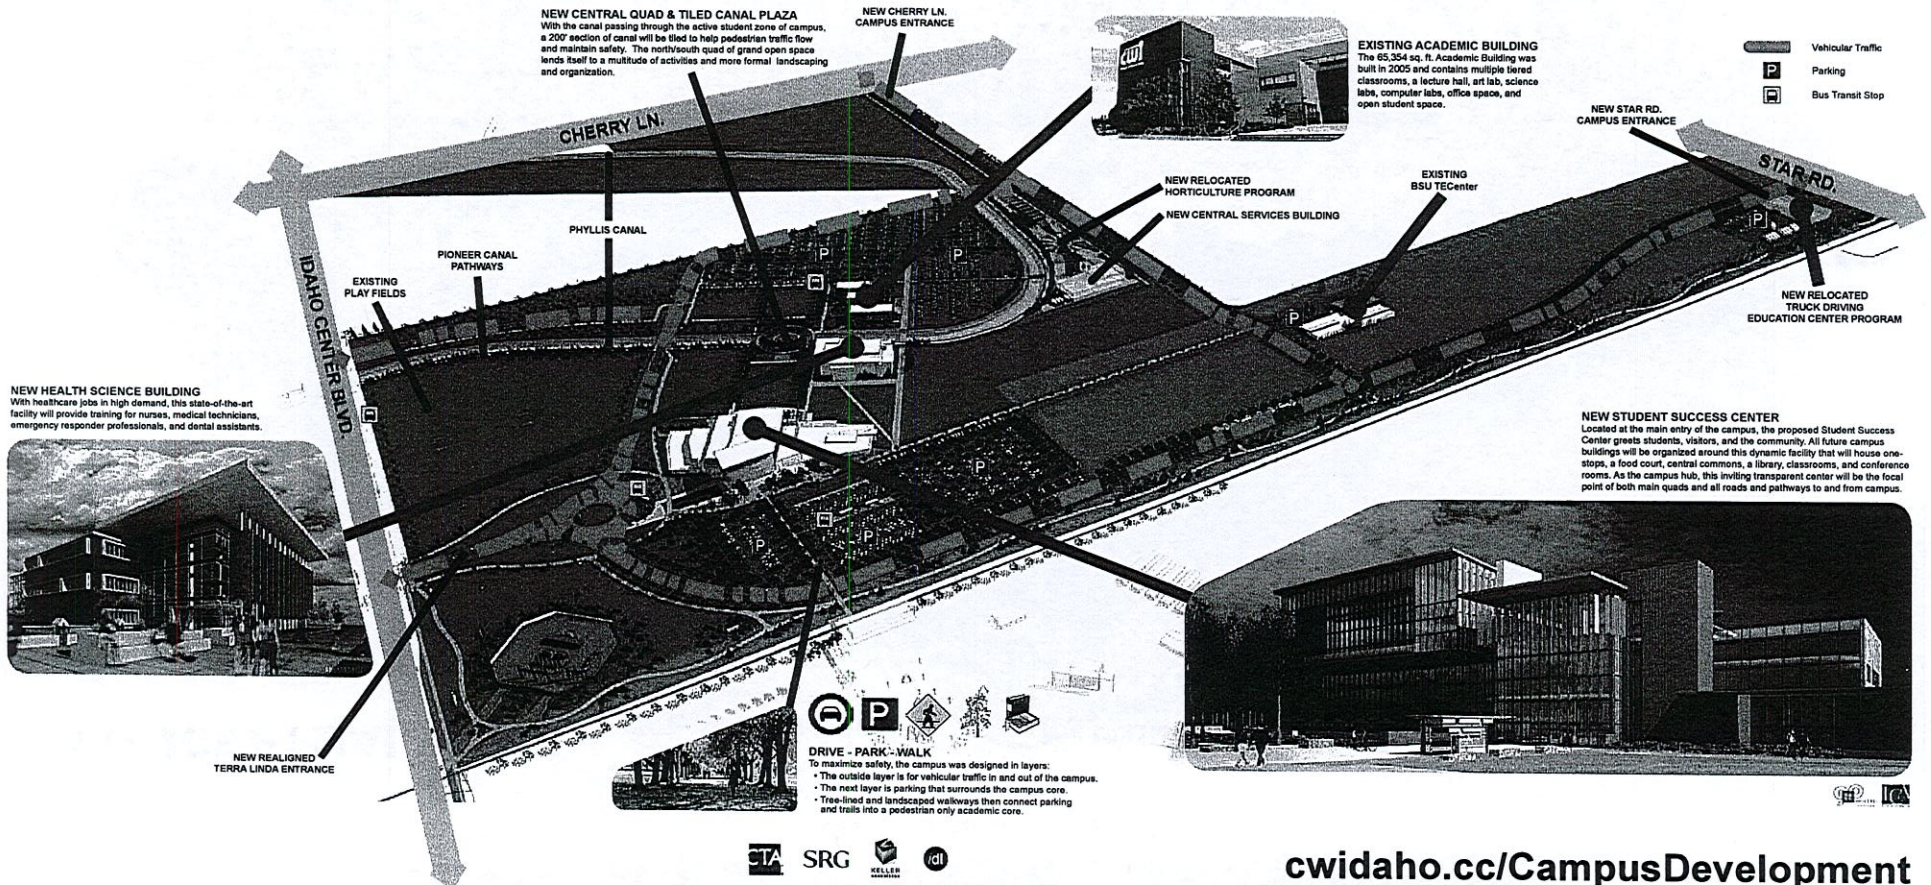 NEW CENTRAL QUAD & TILED CANAL PLAZA
With the canal passing through the active student zone of campus,
a 200' section of canal will be tiled to help pedestrian traffic flow
and maintain safety. The north/south quad of grand open space
lends itself to a multitude of activities and more formal landscaping
and organization.
NEW CHERRY LN.
CAMPUS ENTRANCE
CWI
EXISTING ACADEMIC BUILDING
The 65,354 sq. ft. Academic Building was
built in 2005 and contains multiple tiered
classrooms, a lecture hall, art lab, science
labs, computer labs, office space, and
open student space.
Vehicular Traffic
P
Parking
Bus Transit Stop
NEW STAR RD.
CAMPUS ENTRANCE
CHERRY LN.
STAR RD.
EXISTING
BSU TECenter
NEW RELOCATED
HORTICULTURE PROGRAM
NEW CENTRAL SERVICES BUILDING
PHYLLIS CANAL
PIONEER CANAL
PATHWAYS
EXISTING
PLAY FIELDS
IDAHO CENTER BLVD.
P
P
P
P
NEW RELOCATED
TRUCK DRIVING
EDUCATION CENTER PROGRAM
NEW HEALTH SCIENCE BUILDING
With healthcare jobs in high demand, this state-of-the-art
facility will provide training for nurses, medical technicians,
emergency responder professionals, and dental assistants.
NEW STUDENT SUCCESS CENTER
Located at the main entry of the campus, the proposed Student Success
Center greets students, visitors, and the community. All future campus
buildings will be organized around this dynamic facility that will house one-
stops, a food court, central commons, a library, classrooms, and conference
rooms. As the campus hub, this inviting transparent center will be the focal
point of both main quads and all roads and pathways to and from campus.
P
P
P
NEW REALIGNED
TERRA LINDA ENTRANCE
P
DRIVE - PARK - WALK
To maximize safety, the campus was designed in layers:
• The outside layer is for vehicular traffic in and out of the campus.
• The next layer is parking that surrounds the campus core.
• Tree-lined and landscaped walkways then connect parking
and trails into a pedestrian only academic core.
CTA
SRG
KELLER
idl
LCA
cwidaho.cc/CampusDevelopment